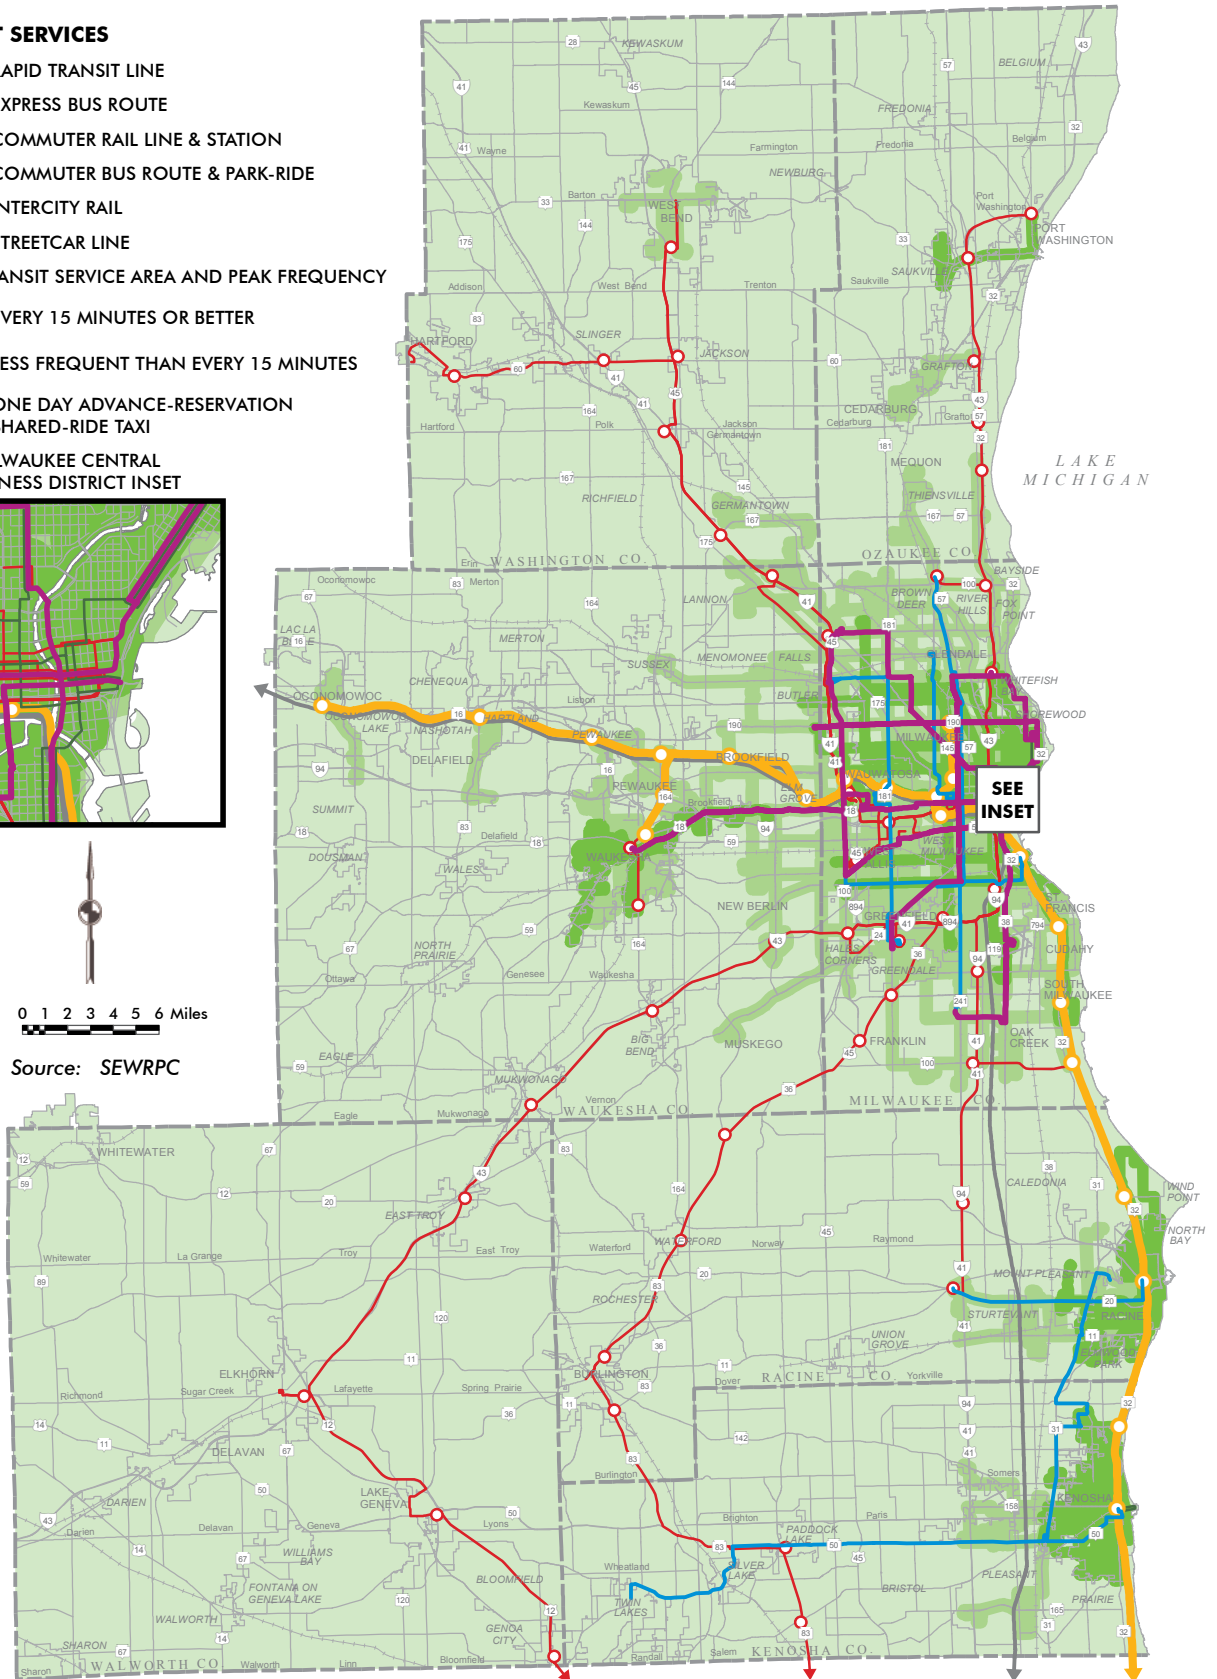 T SERVICES
APID TRANSIT LINE
XPRESS BUS ROUTE
COMMUTER RAIL LINE & STATION
COMMUTER BUS ROUTE & PARK-RIDE
NTERCITY RAIL
TREETCAR LINE
ANSIT SERVICE AREA AND PEAK FREQUENCY
VERY 15 MINUTES OR BETTER
ESS FREQUENT THAN EVERY 15 MINUTES
ONE DAY ADVANCE-RESERVATION
SHARED-RIDE TAXI
LWAUKEE CENTRAL
NESS DISTRICT INSET
0 1 2 3 4 5 6 Miles
Source: SEWRPC
KEWASKUM
Kewaskum
Wayne
BELGIUM
Belgium
FREDONIA
Fredonia
Farmington
NEWBURG
Barton
WEST
BEND
Port
Washington
PORT
WASHINGTON
SAUKVILLE
Saukville
Addison
West Bend
Trenton
HARTFORD
SLINGER
JACKSON
GRAFTON
CEDARBURG
Cedarburg
Hartford
Polk
Jackson
Germantown
MEQUON
LAKE
MICHIGAN
RICHFIELD
GERMANTOWN
THIENSVILLE
Erin
WASHINGTON CO.
OZAUKEE CO.
Oconomowoc
Merton
LANNON
BAYSIDE
BROWN
DEER
RIVER
HILLS
FOX
POINT
MERTON
SUSSEX
MENOMONEE FALLS
GLENDALE
CHENEQUA
Lisbon
BUTLER
WHITEFISH
BAY
SHOREWOOD
OCONOMOWOC
OCONOMOWOC
LAKE
NASHOTAH
HARTLAND
PEWAUKEE
DELAFIELD
BROOKFIELD
MILWAUKEE
WAUWATOSA
ELM
GROVE
PEWAUKEE
Brookfield
SEE
INSET
SUMMIT
Delafield
DOUSMAN
WALES
WAUKESHA
WEST
MILWAUKEE
NEW BERLIN
GREENFIELD
FRANCIS
CUDAHY
NORTH
PRAIRIE
HALES
CORNERS
GREENDALE
Ottawa
Genesee
Waukesha
SOUTH
MILWAUKEE
EAGLE
BIG
BEND
MUSKEGO
FRANKLIN
OAK
CREEK
MUKWONAGO
Vernon
Eagle
Mukwonago
WAUKESHA CO
MILWAUKEE CO.
WHITEWATER
CALEDONIA
WIND
POINT
NORTH
BAY
EAST TROY
Whitewater
La Grange
Troy
East Troy
Waterford
WATERFORD
Norway
Raymond
MOUNT PLEASANT
ROCHESTER
STURTEVANT
RACINE
UNION
GROVE
ELMWOOD
PARK
ELKHORN
BURLINGTON
Dover
RACINE CO.
Yorkville
Richmond
Sugar Creek
Lafayette
Spring Prairie
DELAVAN
Burlington
Somers
LAKE
GENEVA
DARIEN
Darien
Delavan
Geneva
Lyons
Brighton
Paris
KENOSHA
PADDOCK
LAKE
WILLIAMS
BAY
Wheatland
SILVER
LAKE
PLEASANT
PRAIRIE
BLOOMFIELD
FONTANA ON
GENEVA LAKE
TWIN
LAKES
BRISTOL
WALWORTH
GENOA
CITY
SHARON
Sharon
WALWORTH CO
Walworth
Linn
Bloomfield
Randall
Salem
KENOSHA CO.